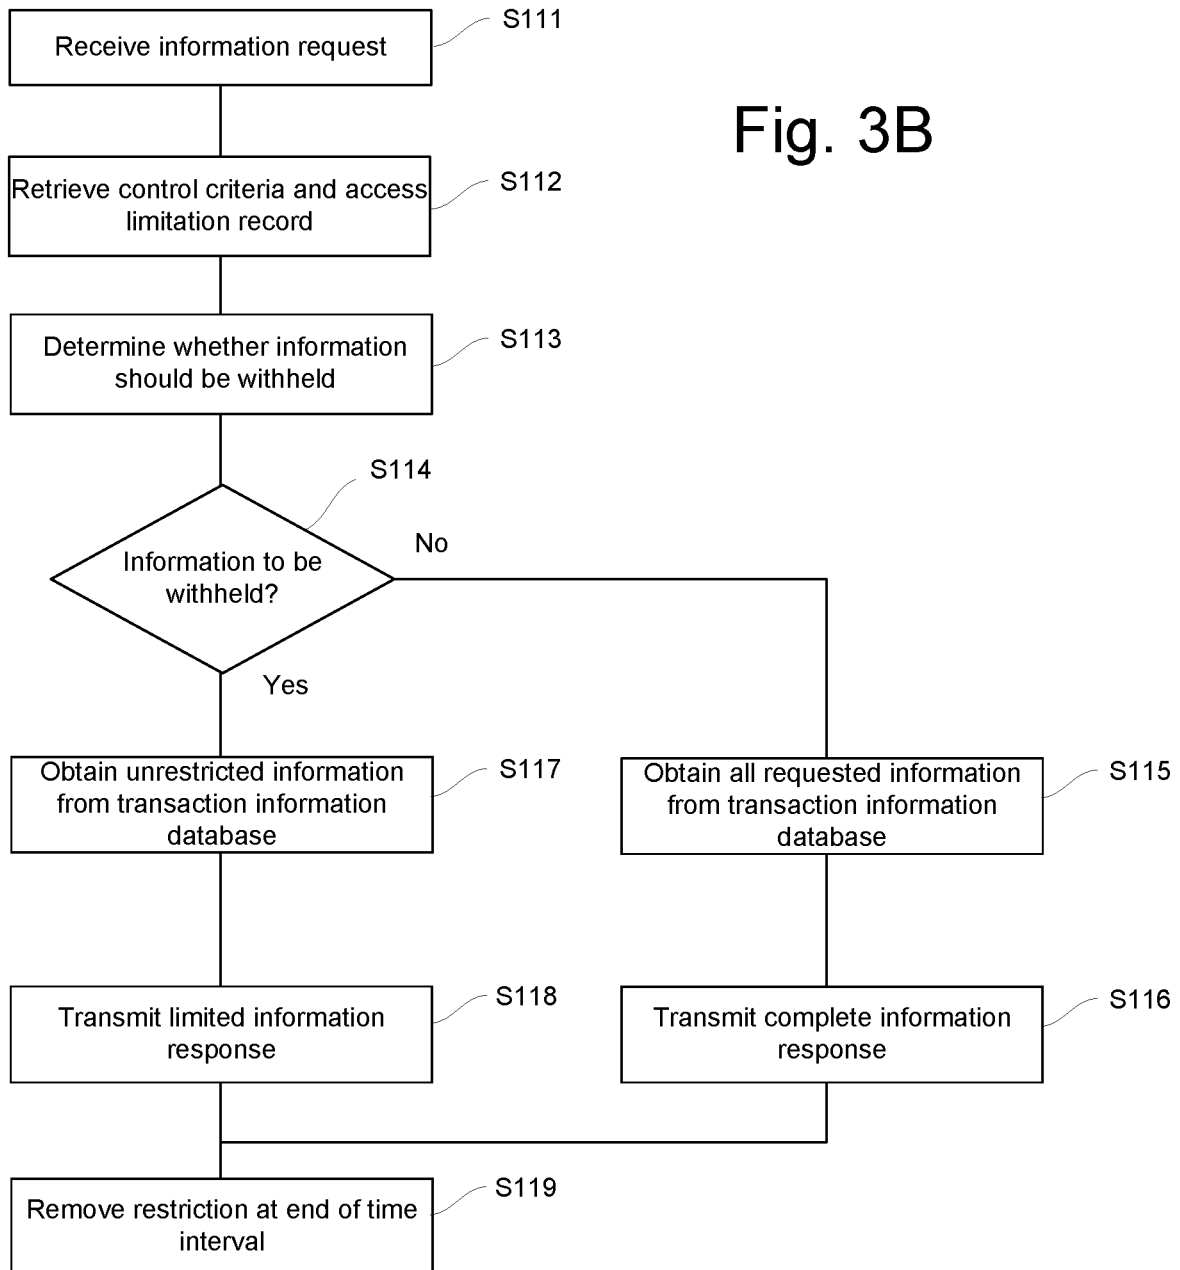 Receive information request
S111
Fig. 3B
Retrieve control criteria and access
limitation record
S112
Determine whether information
should be withheld
S113
S114
Information to be
withheld?
No
Yes
Obtain unrestricted information
from transaction information
database
S117
Obtain all requested information
from transaction information
database
S115
Transmit limited information
response
S118
Transmit complete information
response
S116
Remove restriction at end of time
interval
S119